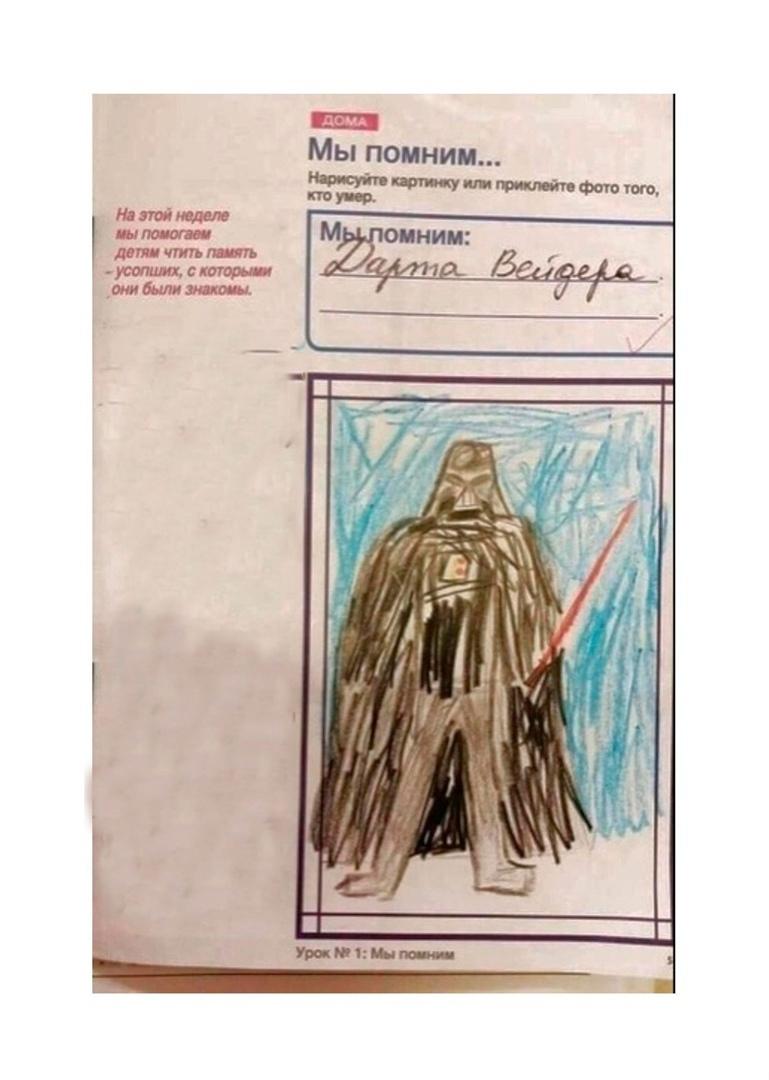 ДОМА
Мы помним...
Нарисуйте картинку или приклейте фото того,
кто умер.
На этой неделе
мы помогаем
детям чтить память
усопших, с которыми
они были знакомы.
Мы помним:
Дарта Вейдера.
Урок № 1: Мы помним
5